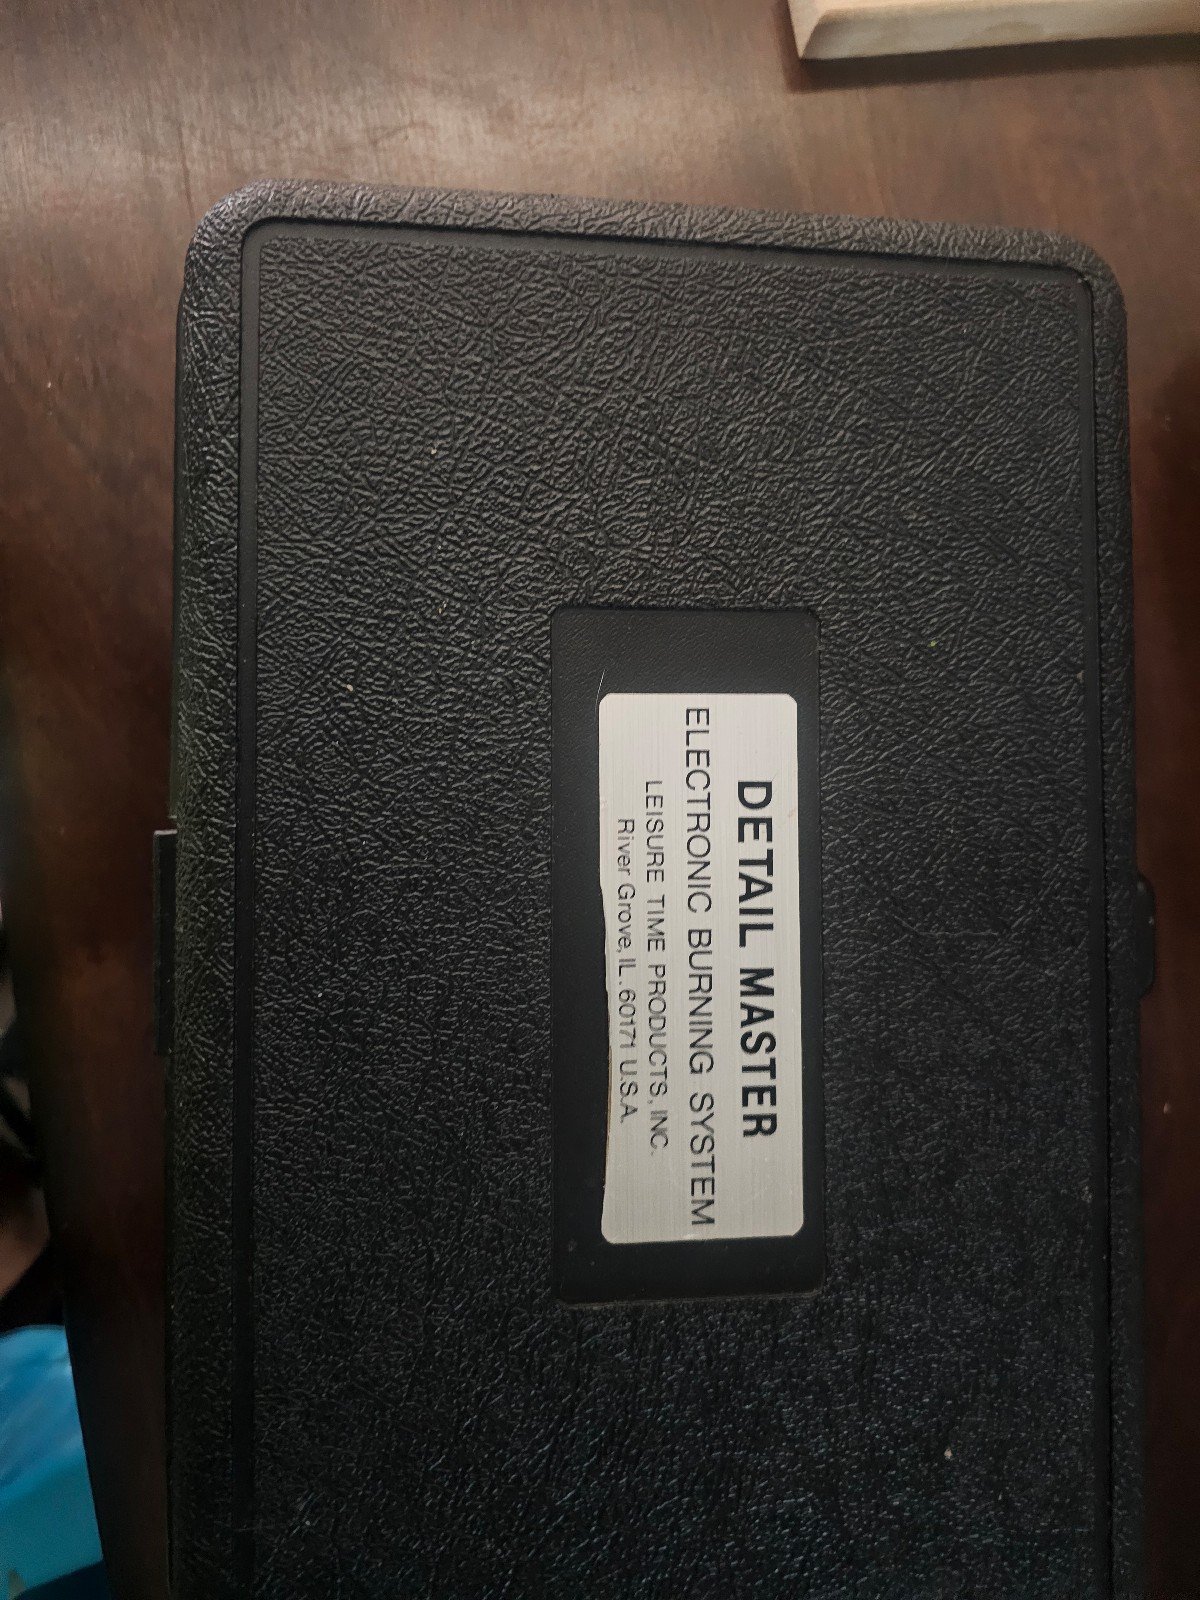 DETAIL MASTER
ELECTRONIC BURNING SYSTEM
LEISURE TIME PRODUCTS, INC.
River Grove, IL. 60171 U.S.A.